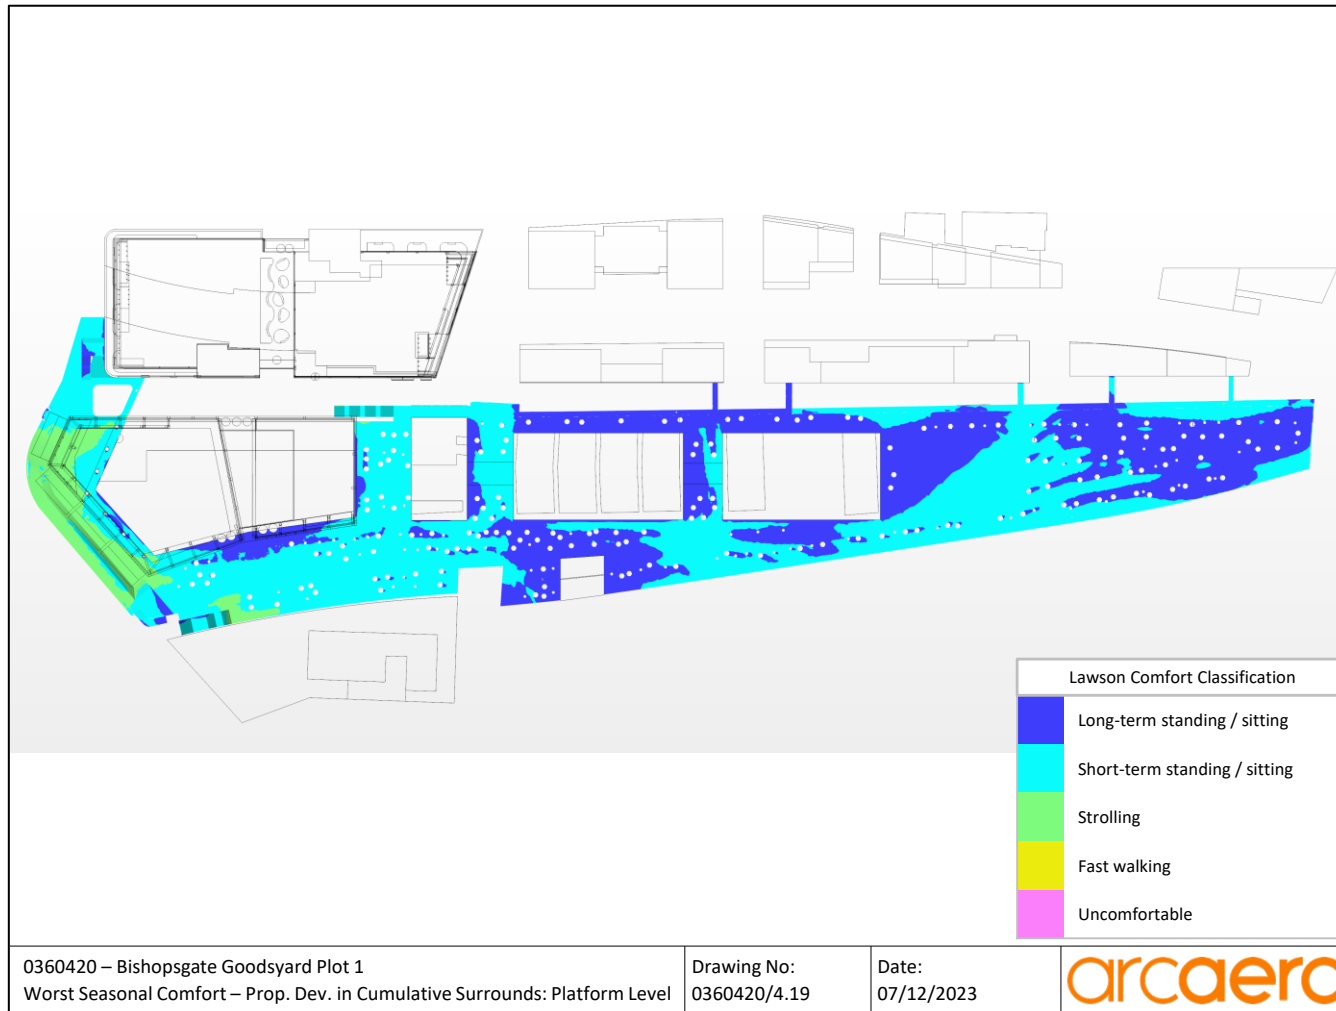 Lawson Comfort Classification
Long-term standing / sitting
Short-term standing / sitting
Strolling
Fast walking
Uncomfortable
0360420 – Bishopsgate Goodsyard Plot 1
Worst Seasonal Comfort – Prop. Dev. in Cumulative Surrounds: Platform Level
Drawing No:
0360420/4.19
Date:
07/12/2023
arcaero